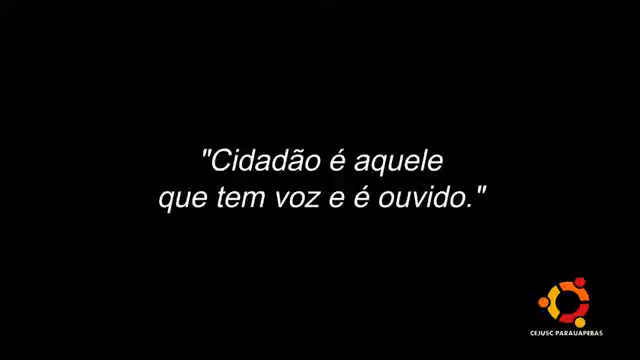 "Cidadão é aquele
que tem voz e é ouvido."
CEJUSC PARAUAPEBAS